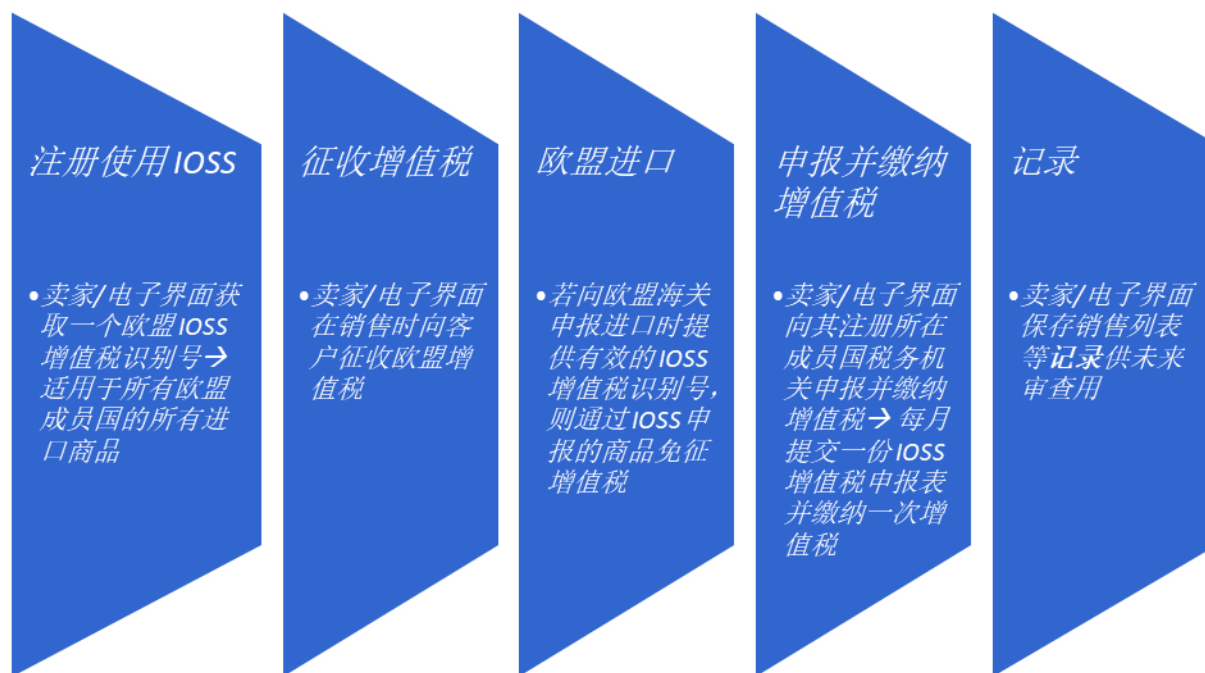 注册使用IOSS
•卖家/电子界面获
取一个欧盟IOSS
增值税识别号→
适用于所有欧盟
成员国的所有进
口商品
征收增值税
•卖家/电子界面
在销售时向客
户征收欧盟增
值税
欧盟进口
•若向欧盟海关
申报进口时提
供有效的IOSS
增值税识别号，
则通过IOSS申
报的商品免征
增值税
申报并缴纳
增值税
•卖家/电子界面
向其注册所在
成员国税务机
关申报并缴纳
增值税→ 每月
提交一份IOSS
增值税申报表
并缴纳一次增
值税
记录
•卖家/电子界面
保存销售列表
等记录供未来
审查用